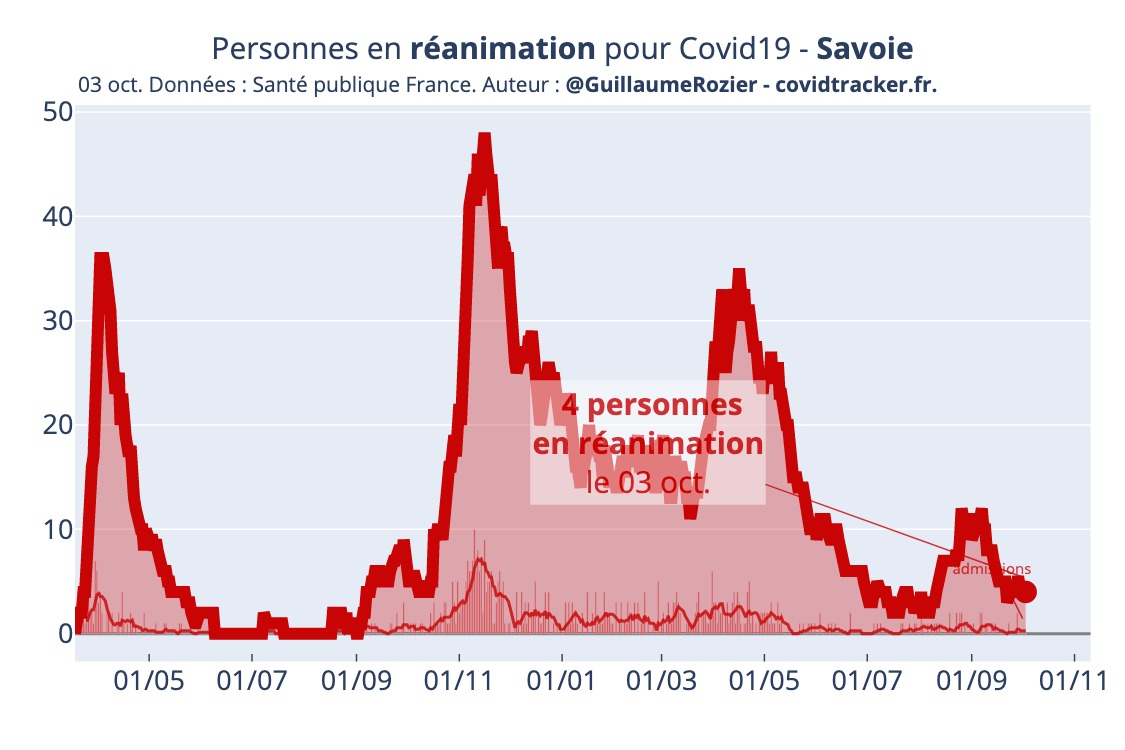 Personnes en réanimation pour Covid19 - Savoie
03 oct. Données : Santé publique France. Auteur : @GuillaumeRozier - covidtracker.fr.
50
40
30
20
10
0
4 personnes
en réanimation
le 03 oct.
admissions
01/05 01/07 01/09 01/11 01/01 01/03 01/05 01/07 01/09 01/11